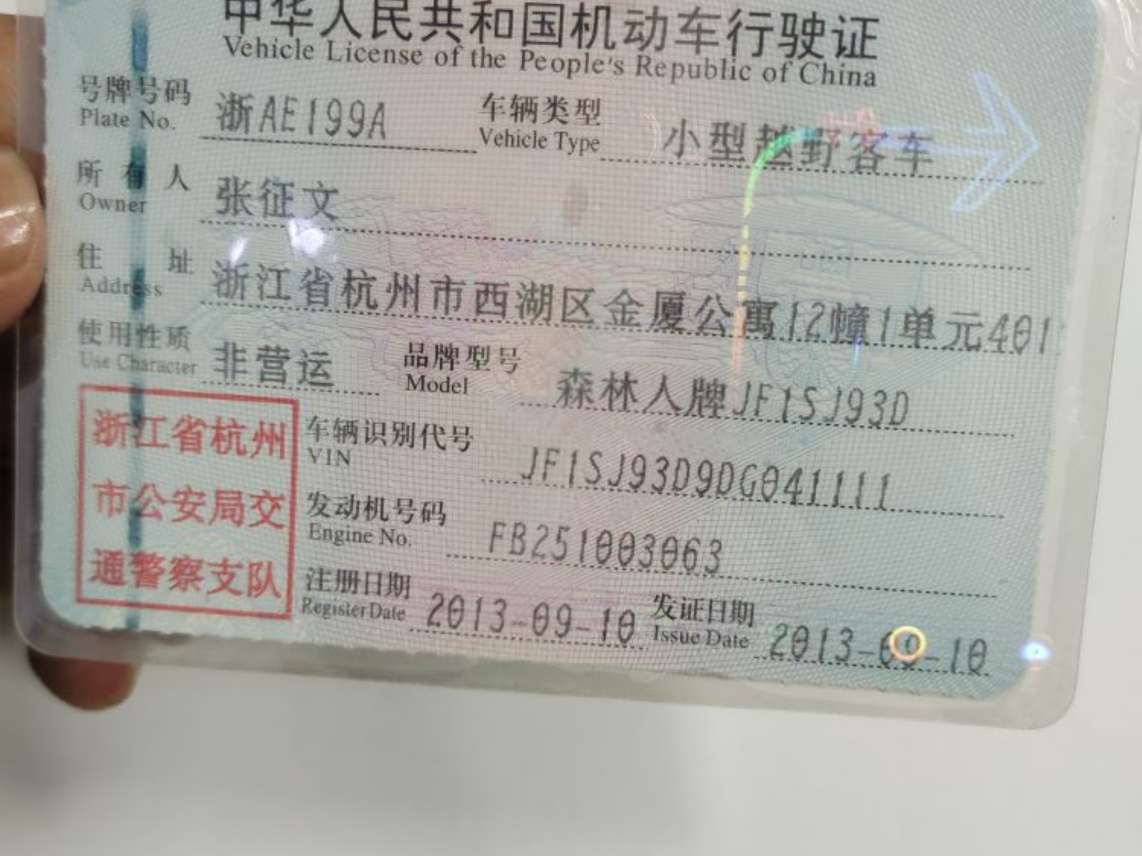 中华人民共和国机动车行驶证
Vehicle License of the People's Republic of China
号牌号码 浙AE199A 车辆类型 小型越野客车
Plate No. Vehicle Type
所有人 张征文
Owner
住址 浙江省杭州市西湖区金厦公寓12幢1单元401
Address
使用性质 非营运 品牌型号 森林人牌JF1SJ93D
Use Character Model
浙江省杭州
市公安局交
通警察支队
车辆识别代号 JF1SJ93D9DG041111
VIN
发动机号码 FB251003063
Engine No.
注册日期 2013-09-10 发证日期 2013-09-10
Register Date Issue Date